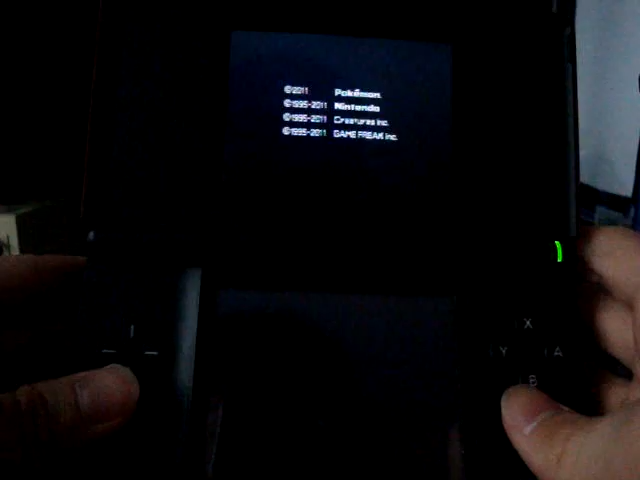 ©2011 Pokémon.
©1995-2011 Nintendo
©1995-2011 Creatures inc.
©1995-2011 GAME FREAK inc.
X
Y A
B